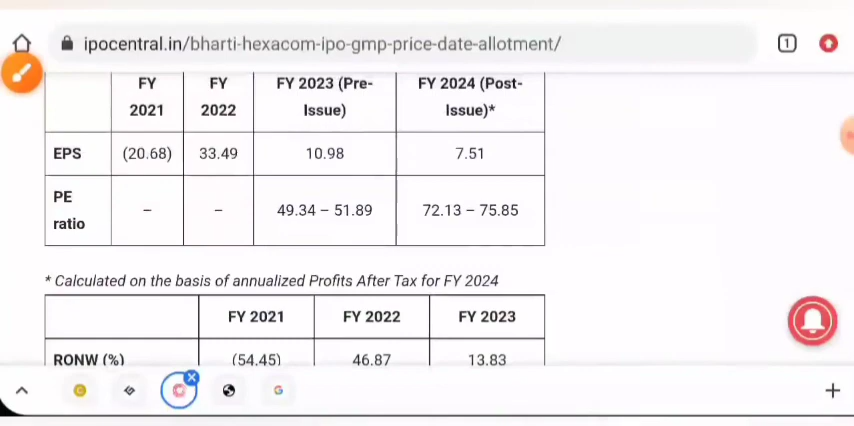 ipocentral.in/bharti-hexacom-ipo-gmp-price-date-allotment/
1
FY 2021 FY 2022 FY 2023 (Pre-Issue) FY 2024 (Post-Issue)*
EPS (20.68) 33.49 10.98 7.51
PE ratio – – 49.34 – 51.89 72.13 – 75.85
* Calculated on the basis of annualized Profits After Tax for FY 2024
FY 2021 FY 2022 FY 2023
RONW (%) (54.45) 46.87 13.83